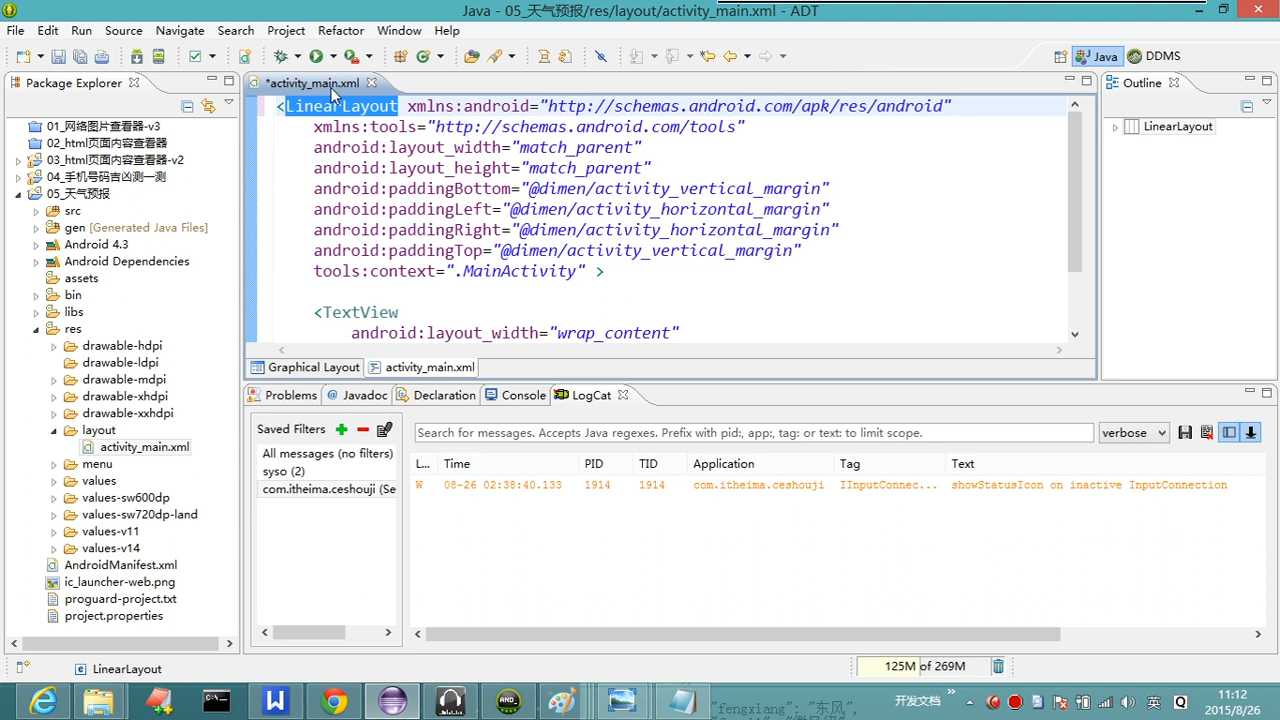 Java - 05_天气预报/res/layout/activity_main.xml - ADT
File Edit Run Source Navigate Search Project Refactor Window Help
Java DDMS
Package Explorer
*activity_main.xml
Outline
01_网络图片查看器-v3
02_html页面内容查看器
03_html页面内容查看器-v2
04_手机号码吉凶测一测
05_天气预报
src
gen [Generated Java Files]
Android 4.3
Android Dependencies
assets
bin
libs
res
drawable-hdpi
drawable-ldpi
drawable-mdpi
drawable-xhdpi
drawable-xxhdpi
layout
activity_main.xml
menu
values
values-sw600dp
values-sw720dp-land
values-v11
values-v14
AndroidManifest.xml
ic_launcher-web.png
proguard-project.txt
project.properties
<LinearLayout xmlns:android="http://schemas.android.com/apk/res/android"
xmlns:tools="http://schemas.android.com/tools"
android:layout_width="match_parent"
android:layout_height="match_parent"
android:paddingBottom="@dimen/activity_vertical_margin"
android:paddingLeft="@dimen/activity_horizontal_margin"
android:paddingRight="@dimen/activity_horizontal_margin"
android:paddingTop="@dimen/activity_vertical_margin"
tools:context=".MainActivity" >
<TextView
android:layout_width="wrap_content"
Graphical Layout activity_main.xml
LinearLayout
Problems Javadoc Declaration Console LogCat
Saved Filters
All messages (no filters)
syso (2)
com.itheima.ceshouji (Se
Search for messages. Accepts Java regexes. Prefix with pid:, app:, tag: or text: to limit scope.
verbose
L... Time PID TID Application Tag Text
W 08-26 02:38:40.133 1914 1914 com.itheima.ceshouji IInputConnec... showStatusIcon on inactive InputConnection
LinearLayout
125M of 269M
"fengxiang": "东风",
开发文档
英
11:12
2015/8/26